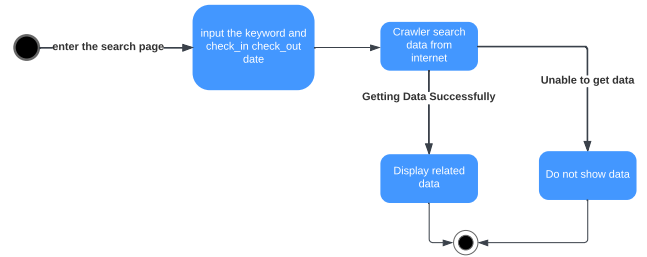 enter the search page
input the keyword and
check_in check_out
date
Crawler search
data from
internet
Unable to get data
Getting Data Successfully
Display related
data
Do not show data